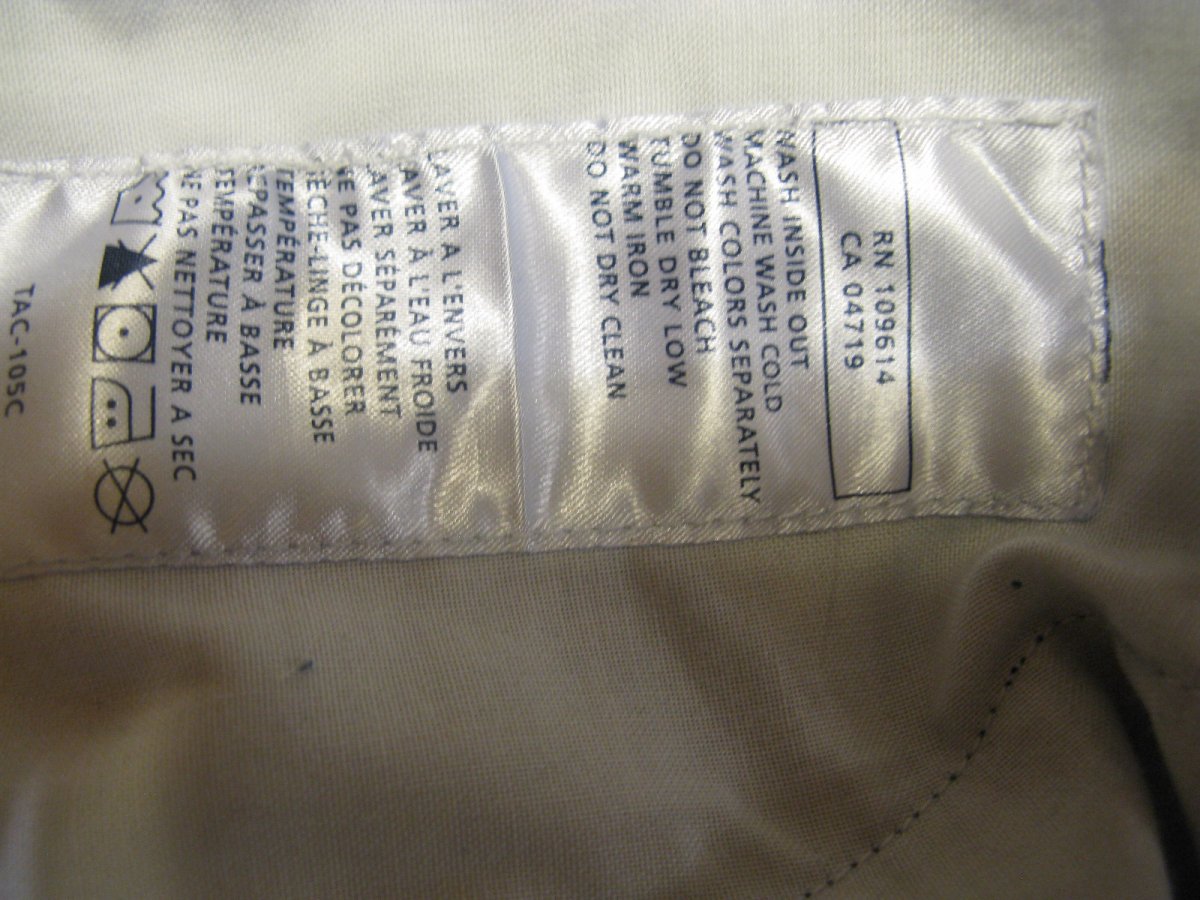 RN 109614
CA 04719
WASH INSIDE OUT
MACHINE WASH COLD
WASH COLORS SEPARATELY
DO NOT BLEACH
TUMBLE DRY LOW
WARM IRON
DO NOT DRY CLEAN
LAVER A L'ENVERS
LAVER À L'EAU FROIDE
LAVER SÉPARÉMENT
NE PAS DÉCOLORER
SÈCHE-LINGE À BASSE
TEMPÉRATURE
REPASSER À BASSE
TEMPÉRATURE
NE PAS NETTOYER A SEC
TAC-105C